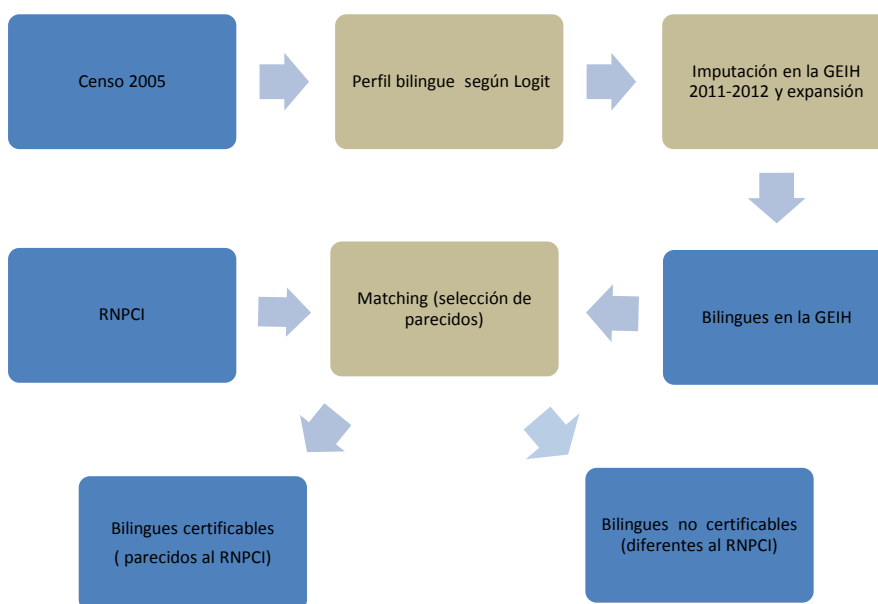 Censo 2005
Perfil bilingue según Logit
Imputación en la GEIH
2011-2012 y expansión
RNPCI
Matching (selección de
parecidos)
Bilingues en la GEIH
Bilingues certificables
( parecidos al RNPCI)
Bilingues no certificables
(diferentes al RNPCI)